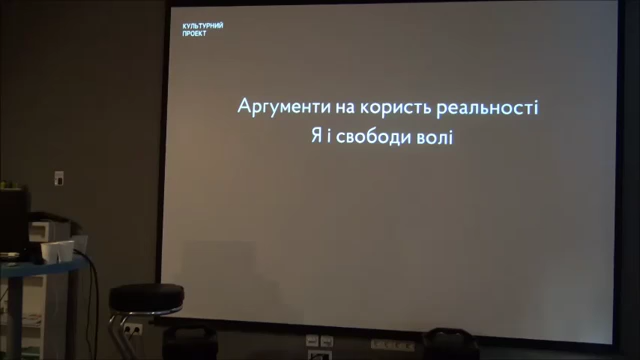 КУЛЬТУРНИЙ
ПРОЕКТ
Аргументи на користь реальності
Я і свободи волі